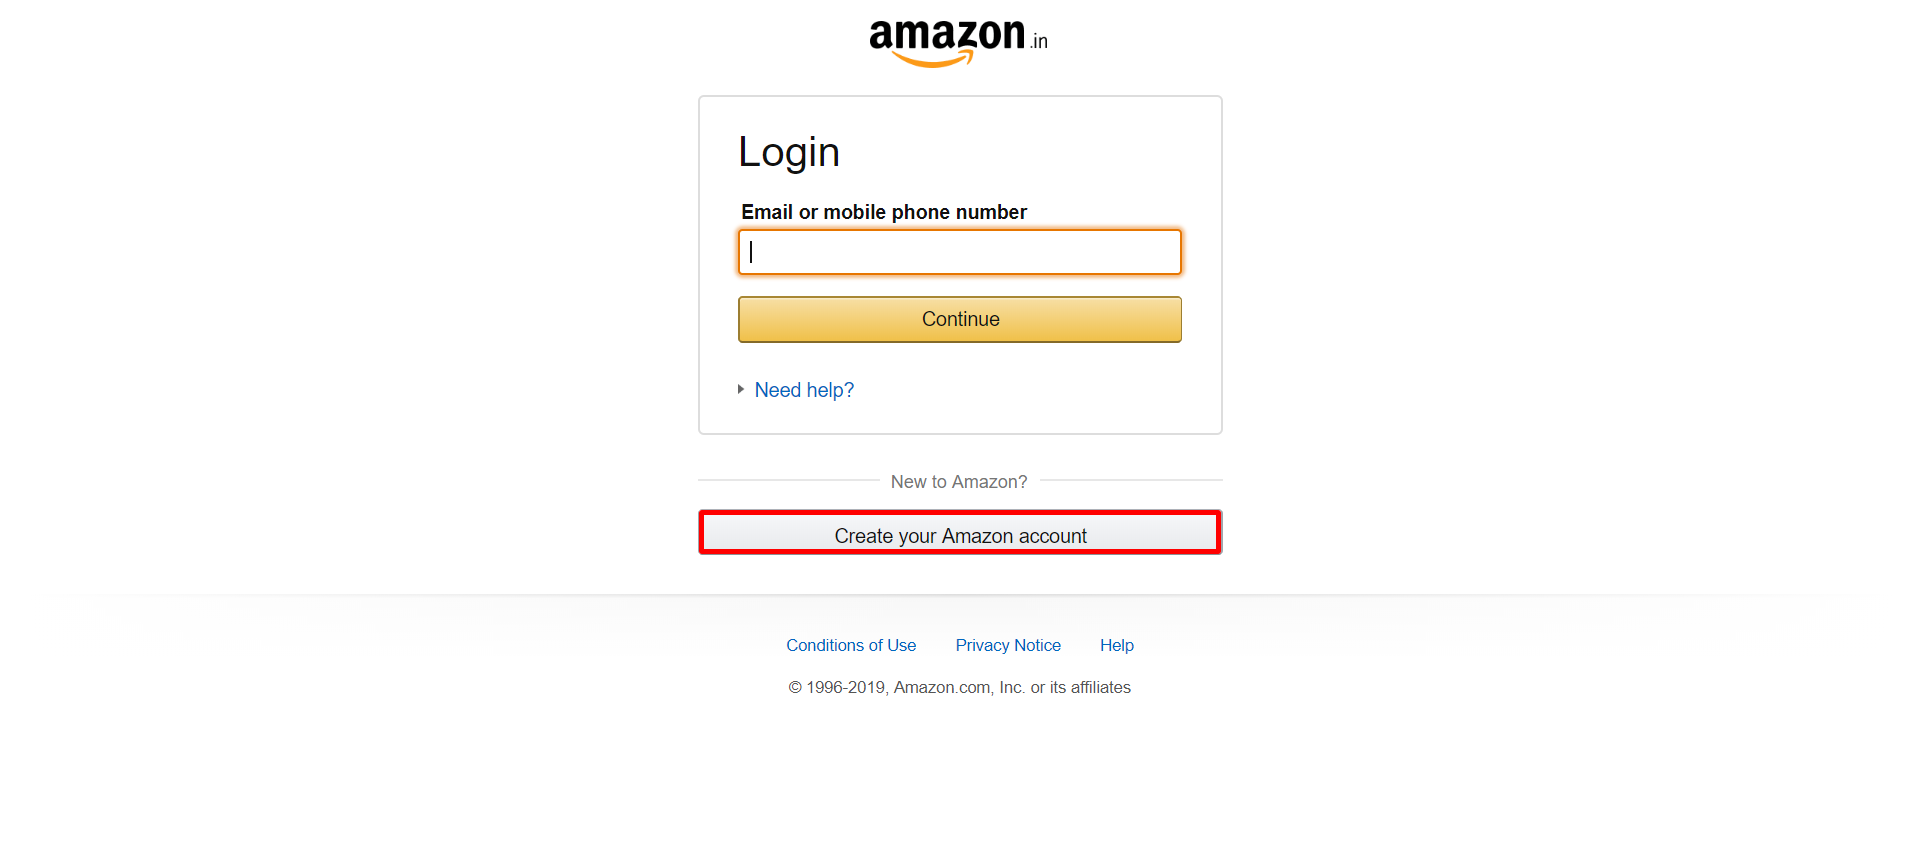 amazon.in
Login
Email or mobile phone number
Continue
Need help?
New to Amazon?
Create your Amazon account
Conditions of Use Privacy Notice Help
© 1996-2019, Amazon.com, Inc. or its affiliates